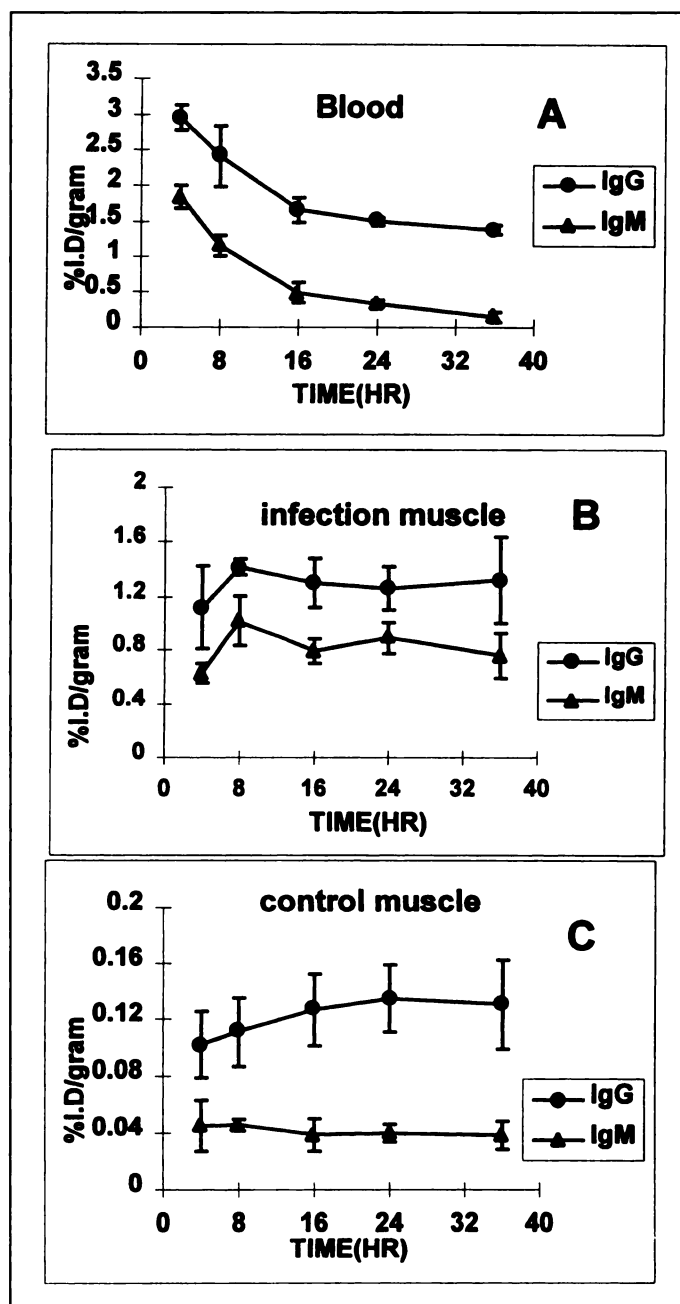 3.5
3
2.5
2
1.5
1
0.5
0
%I.D/gram
Blood
A
IgG
IgM
0 8 16 24 32 40
TIME(HR)
2
1.6
1.2
0.8
0.4
0
%I.D/gram
infection muscle
B
IgG
IgM
0 8 16 24 32 40
TIME(HR)
0.2
0.16
0.12
0.08
0.04
0
%I.D/gram
control muscle
C
IgG
IgM
0 8 16 24 32 40
TIME(HR)